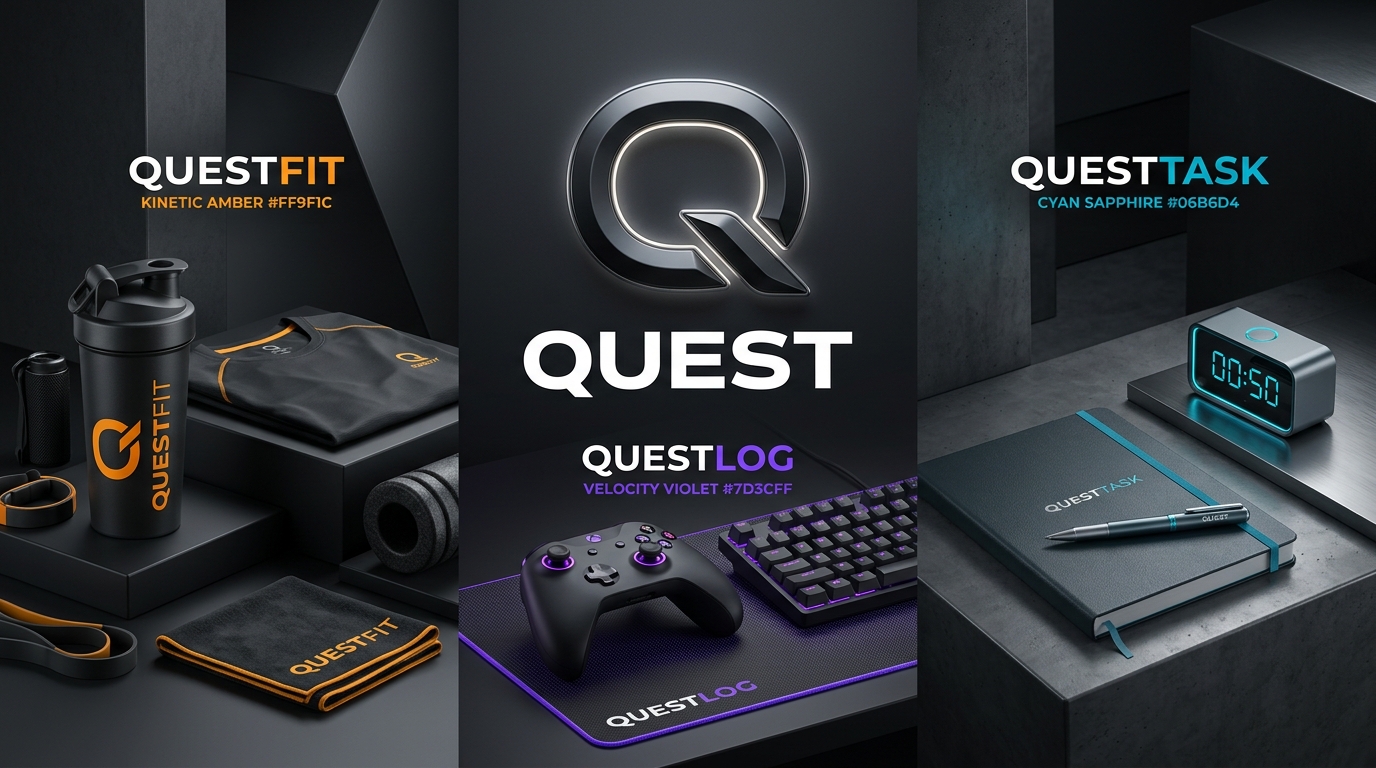 QUESTFIT
KINETIC AMBER #FF9F1C
QUESTFIT
QUESTFIT
QUEST
QUESTLOG
VELOCITY VIOLET #7D3CFF
QUESTLOG
QUESTTASK
CYAN SAPPHIRE #06B6D4
00:50
QUESTTASK
QUEST